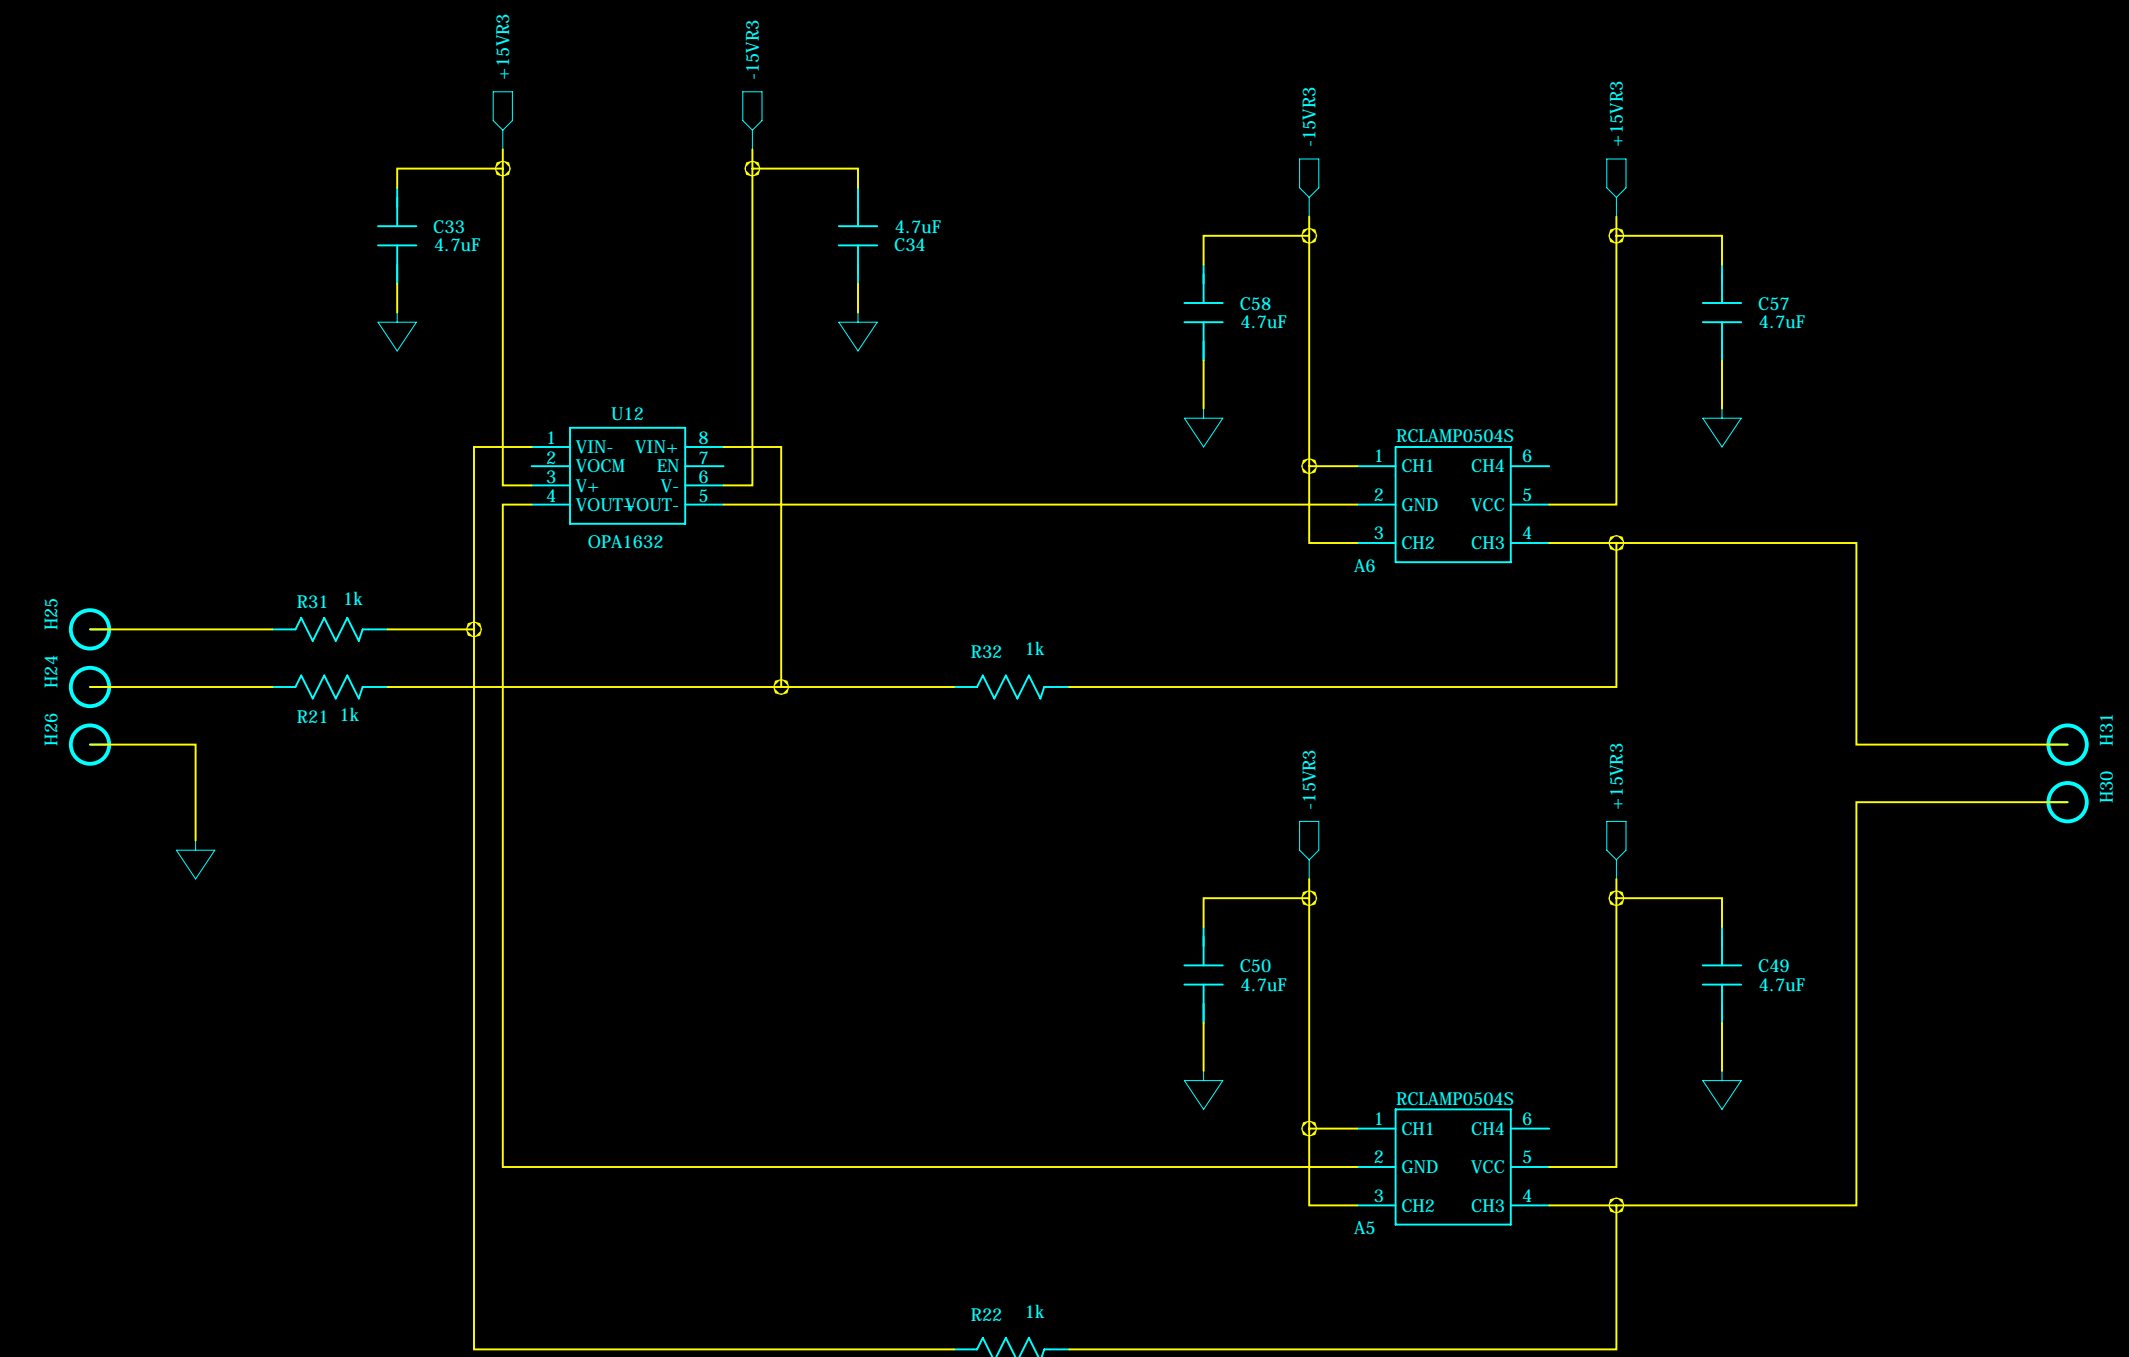 +15VR3
-15VR3
-15VR3
+15VR3
C33
4.7uF
4.7uF
C34
C58
4.7uF
C57
4.7uF
U12
1 VIN- VIN+ 8
2 VOCM EN 7
3 V+ V- 6
4 VOUT+ VOUT- 5
OPA1632
RCLAMP0504S
1 CH1 CH4 6
2 GND VCC 5
3 CH2 CH3 4
A6
H25
R31 1k
H24
R21 1k
H26
R32 1k
H31
H30
-15VR3
+15VR3
C50
4.7uF
C49
4.7uF
RCLAMP0504S
1 CH1 CH4 6
2 GND VCC 5
3 CH2 CH3 4
A5
R22 1k